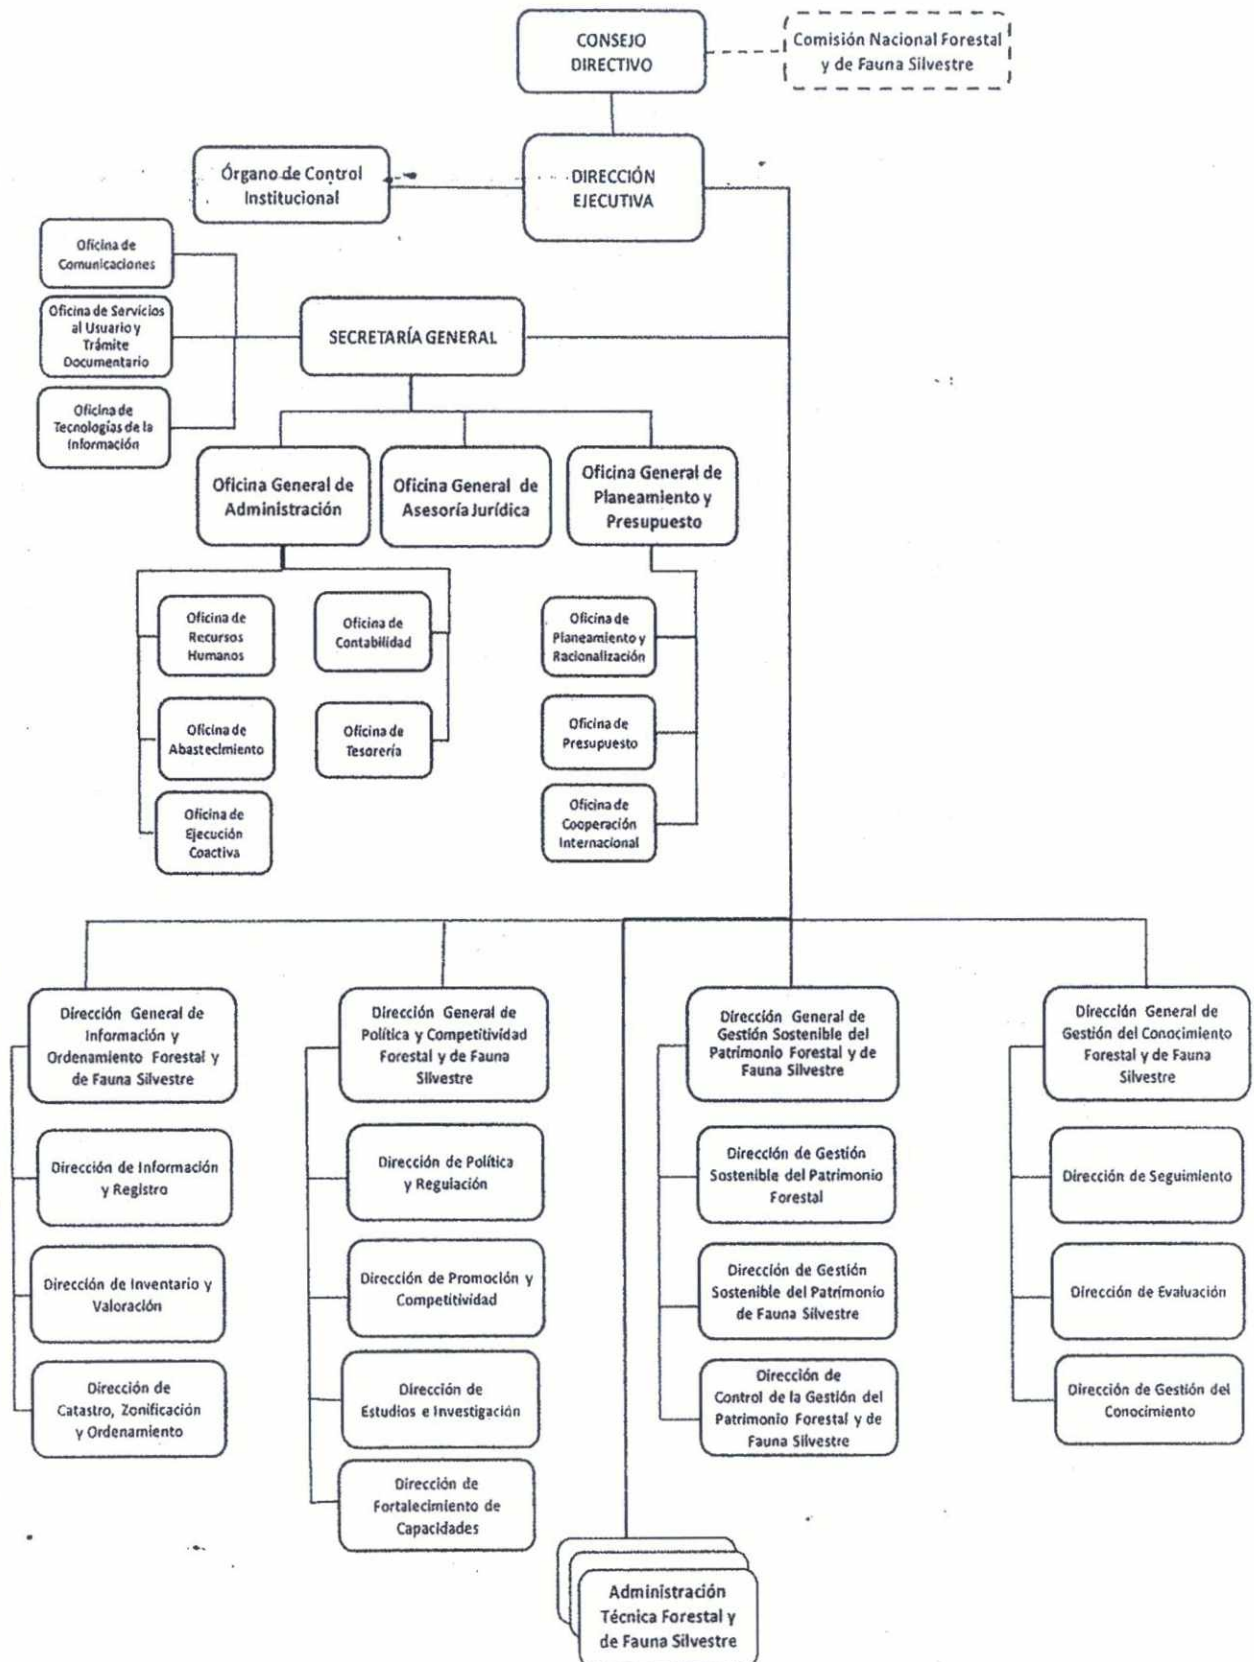 CONSEJO
DIRECTIVO
Comisión Nacional Forestal
y de Fauna Silvestre
Órgano de Control
Institucional
DIRECCIÓN
EJECUTIVA
Oficina de
Comunicaciones
Oficina de Servicios
al Usuario y
Trámite
Documentario
Oficina de
Tecnologías de la
Información
SECRETARÍA GENERAL
Oficina General de
Administración
Oficina General de
Asesoría Jurídica
Oficina General de
Planeamiento y
Presupuesto
Oficina de
Recursos
Humanos
Oficina de
Contabilidad
Oficina de
Planeamiento y
Racionalización
Oficina de
Abastecimiento
Oficina de
Tesorería
Oficina de
Presupuesto
Oficina de
Ejecución
Coactiva
Oficina de
Cooperación
Internacional
Dirección General de
Información y
Ordenamiento Forestal y
de Fauna Silvestre
Dirección General de
Política y Competitividad
Forestal y de Fauna
Silvestre
Dirección General de
Gestión Sostenible del
Patrimonio Forestal y de
Fauna Silvestre
Dirección General de
Gestión del Conocimiento
Forestal y de Fauna
Silvestre
Dirección de Información
y Registro
Dirección de Política
y Regulación
Dirección de Gestión
Sostenible del Patrimonio
Forestal
Dirección de Seguimiento
Dirección de Inventario y
Valoración
Dirección de Promoción y
Competitividad
Dirección de Gestión
Sostenible del Patrimonio
de Fauna Silvestre
Dirección de Evaluación
Dirección de
Catastro, Zonificación
y Ordenamiento
Dirección de
Estudios e Investigación
Dirección de
Control de la Gestión del
Patrimonio Forestal y de
Fauna Silvestre
Dirección de Gestión del
Conocimiento
Dirección de
Fortalecimiento de
Capacidades
Administración
Técnica Forestal y
de Fauna Silvestre